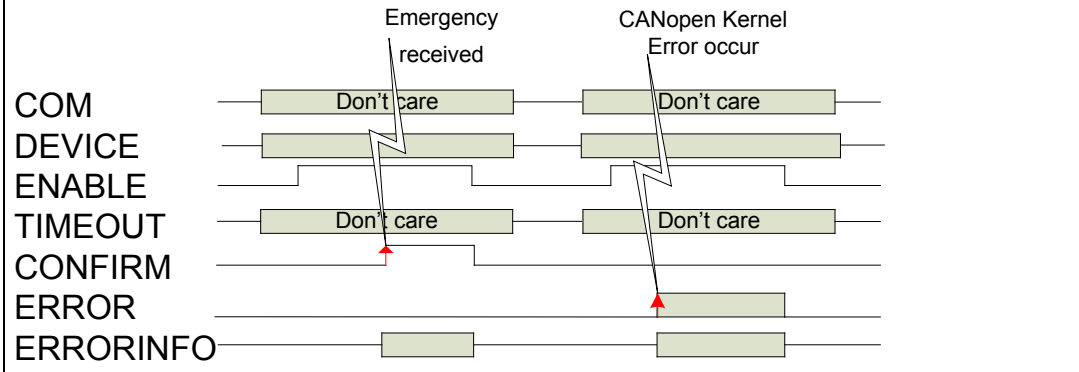 Emergency
received
CANopen Kernel
Error occur
COM
Don't care
Don't care
DEVICE
ENABLE
TIMEOUT
Don't care
Don't care
CONFIRM
ERROR
ERRORINFO